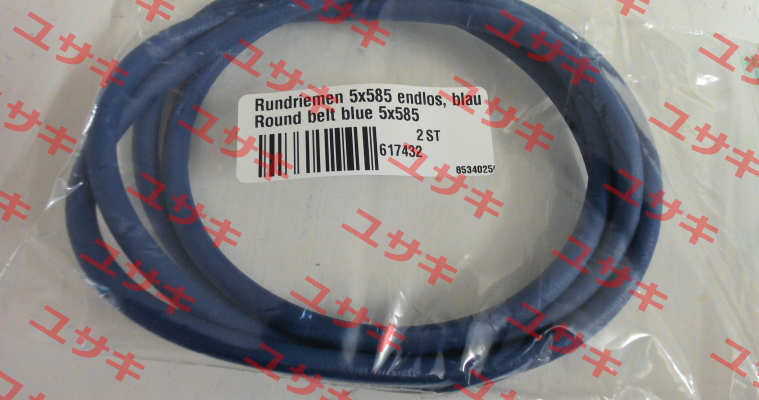 Rundriemen 5x585 endlos, blau
Round belt blue 5x585
2 ST
617432
ユサキ